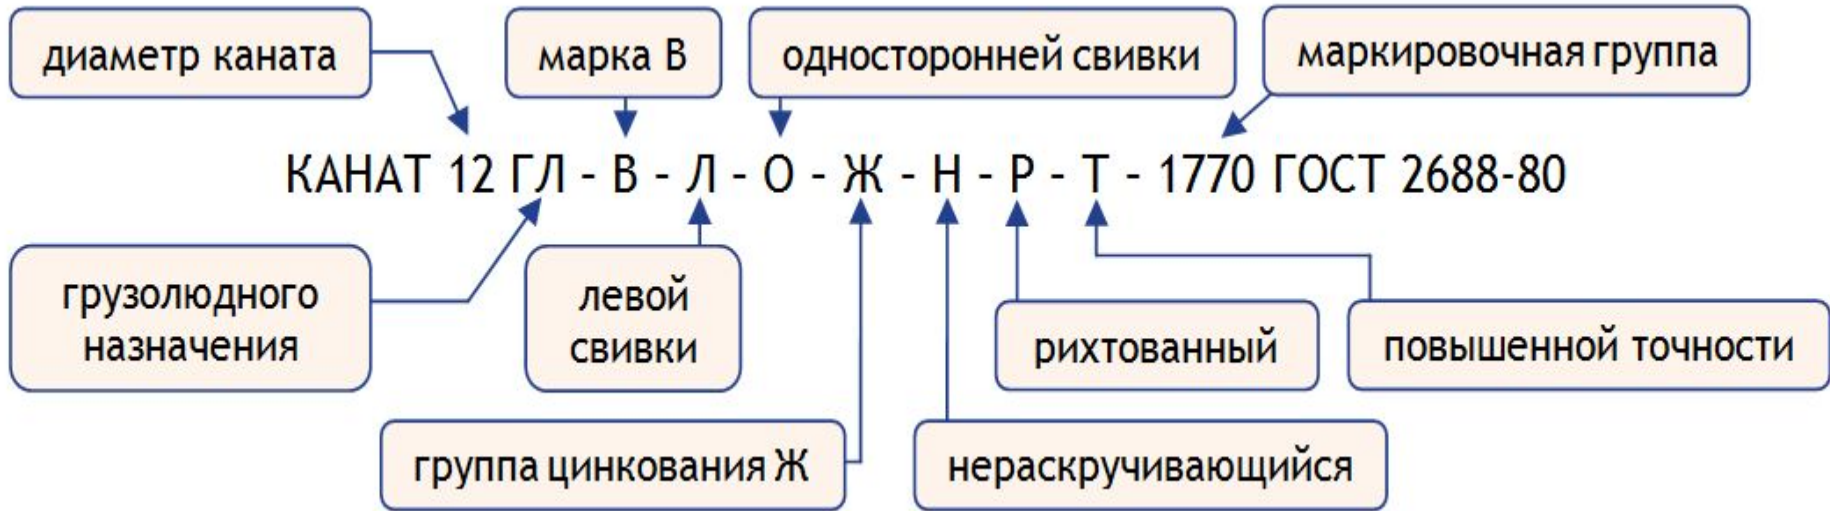 диаметр каната
марка В
односторонней свивки
маркировочная группа
КАНАТ 12 ГЛ - В - Л - О - Ж - Н - Р - Т - 1770 ГОСТ 2688-80
грузолюдного
назначения
левой
свивки
рихтованный
повышенной точности
группа цинкования Ж
нераскручивающийся